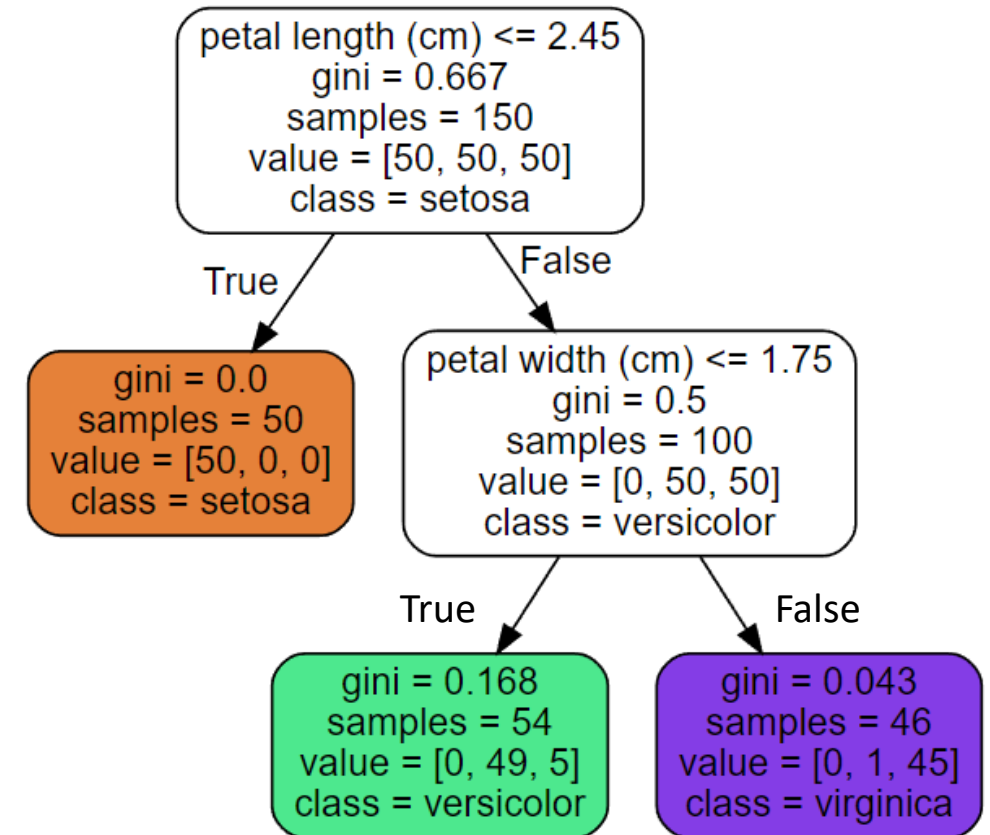 petal length (cm) <= 2.45
gini = 0.667
samples = 150
value = [50, 50, 50]
class = setosa
True
False
gini = 0.0
samples = 50
value = [50, 0, 0]
class = setosa
petal width (cm) <= 1.75
gini = 0.5
samples = 100
value = [0, 50, 50]
class = versicolor
True
False
gini = 0.168
samples = 54
value = [0, 49, 5]
class = versicolor
gini = 0.043
samples = 46
value = [0, 1, 45]
class = virginica